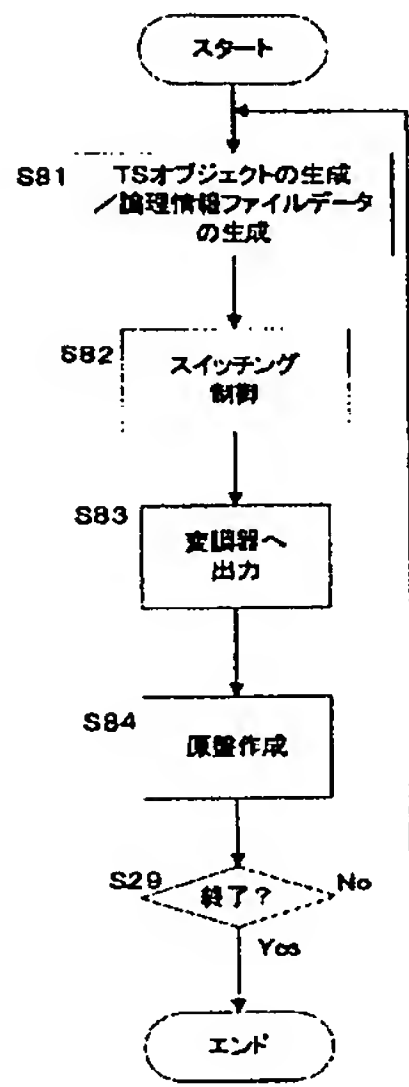 スタート
S81
TSオブジェクトの生成
/論理情報ファイルデータ
の生成
S82
スイッチング
制御
S83
変調器へ
出力
S84
原盤作成
S29
終了?
No
Yes
エンド